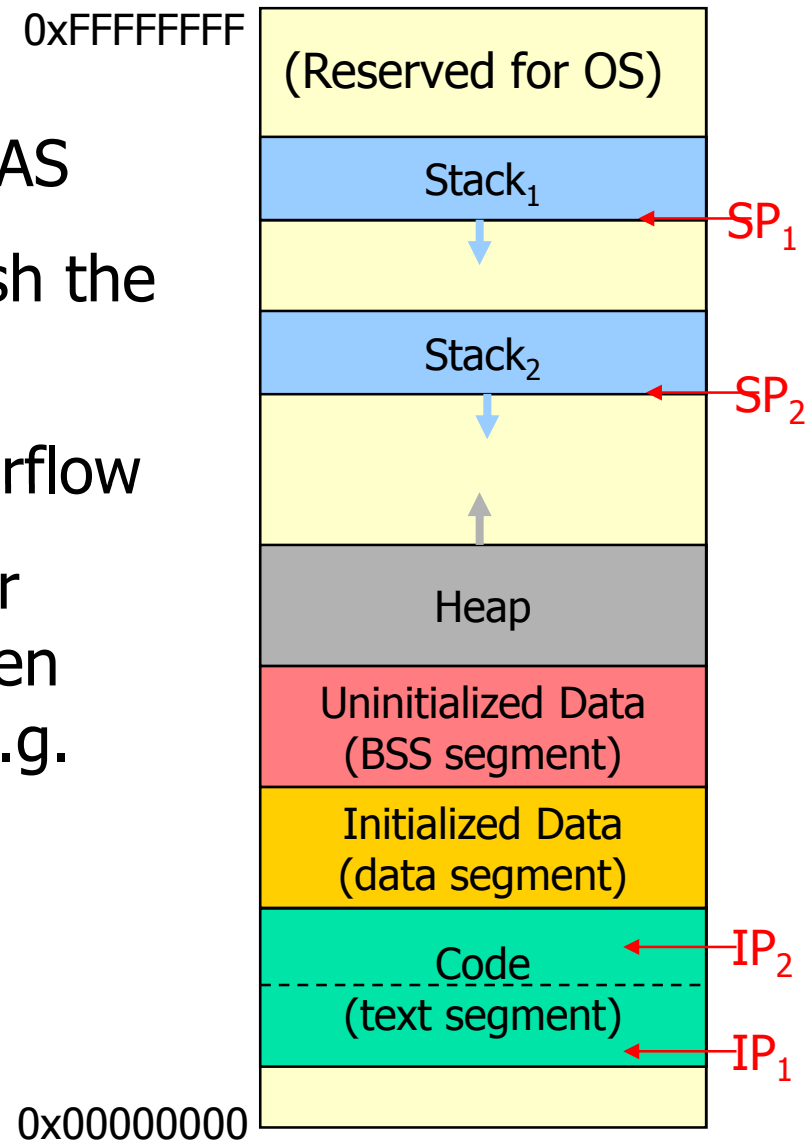 AS
sh the
rflow
r
en
.g.
0xFFFFFFFF
(Reserved for OS)
Stack₁
SP₁
Stack₂
SP₂
Heap
Uninitialized Data
(BSS segment)
Initialized Data
(data segment)
IP₂
Code
(text segment)
IP₁
0x00000000